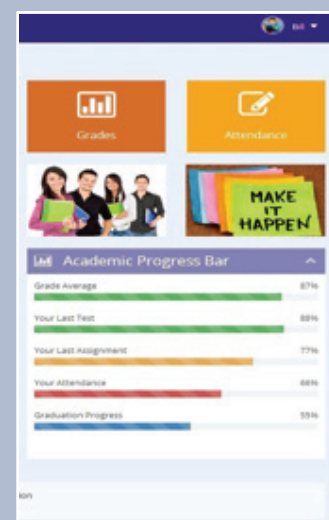 Bill
Grades
Attendance
MAKE
IT
HAPPEN
Academic Progress Bar
Grade Average 87%
Your Last Test 88%
Your Last Assignment 77%
Your Attendance 66%
Graduation Progress 55%
ion